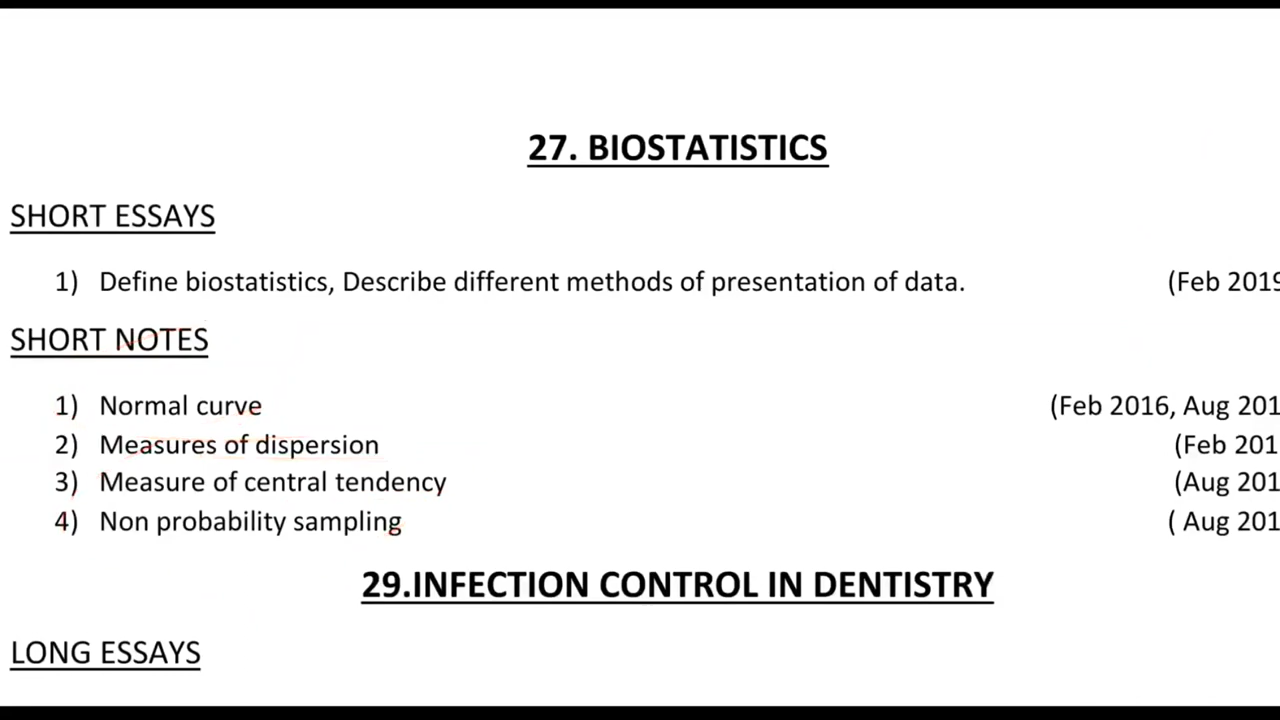 27. BIOSTATISTICS
SHORT ESSAYS
1) Define biostatistics, Describe different methods of presentation of data. (Feb 2019
SHORT NOTES
1) Normal curve (Feb 2016, Aug 201
2) Measures of dispersion (Feb 201
3) Measure of central tendency (Aug 201
4) Non probability sampling ( Aug 201
29.INFECTION CONTROL IN DENTISTRY
LONG ESSAYS